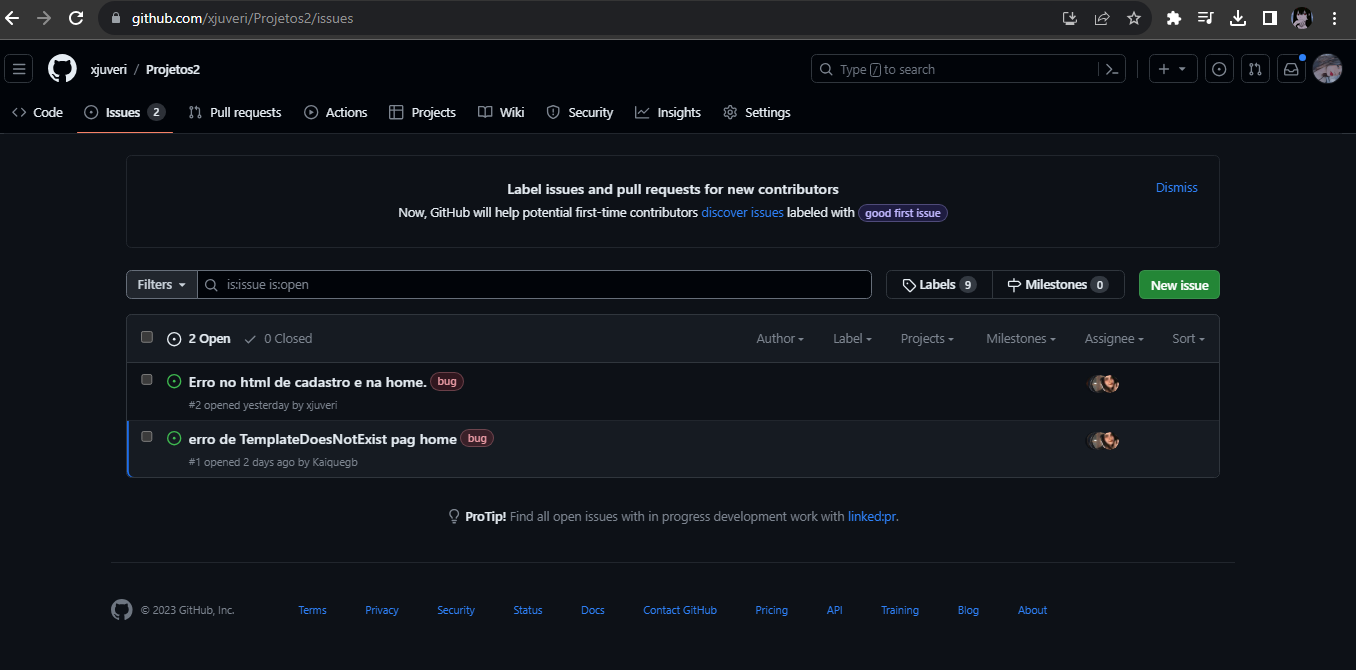 github.com/xjuveri/Projetos2/issues
xjuveri / Projetos2
Type / to search
Code Issues 2 Pull requests Actions Projects Wiki Security Insights Settings
Label issues and pull requests for new contributors
Dismiss
Now, GitHub will help potential first-time contributors discover issues labeled with good first issue
Filters is:issue is:open Labels 9 Milestones 0 New issue
2 Open 0 Closed Author Label Projects Milestones Assignee Sort
Erro no html de cadastro e na home. bug
#2 opened yesterday by xjuveri
erro de TemplateDoesNotExist pag home bug
#1 opened 2 days ago by Kaiquegb
ProTip! Find all open issues with in progress development work with linked:pr.
© 2023 GitHub, Inc. Terms Privacy Security Status Docs Contact GitHub Pricing API Training Blog About